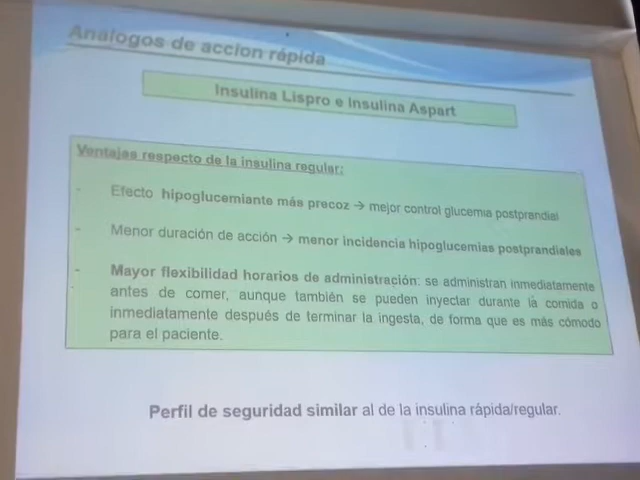 Análogos de accion rápida
Insulina Lispro e Insulina Aspart
Ventajas respecto de la insulina regular:
- Efecto hipoglucemiante más precoz → mejor control glucemia postprandial
- Menor duración de acción → menor incidencia hipoglucemias postprandiales
- Mayor flexibilidad horarios de administración: se administran inmediatamente
antes de comer, aunque también se pueden inyectar durante la comida o
inmediatamente después de terminar la ingesta, de forma que es más cómodo
para el paciente.
Perfil de seguridad similar al de la insulina rápida/regular.